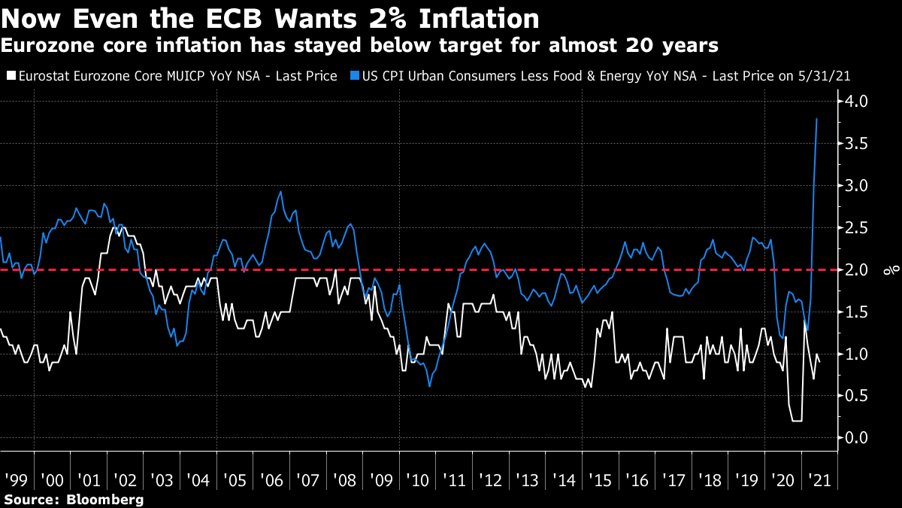 Now Even the ECB Wants 2% Inflation
Eurozone core inflation has stayed below target for almost 20 years
Eurostat Eurozone Core MUICP YoY NSA - Last Price US CPI Urban Consumers Less Food & Energy YoY NSA - Last Price on 5/31/21
4.0
3.5
3.0
2.5
2.0
%
1.5
1.0
0.5
0.0
'99 '00 '01 '02 '03 '04 '05 '06 '07 '08 '09 '10 '11 '12 '13 '14 '15 '16 '17 '18 '19 '20 '21
Source: Bloomberg